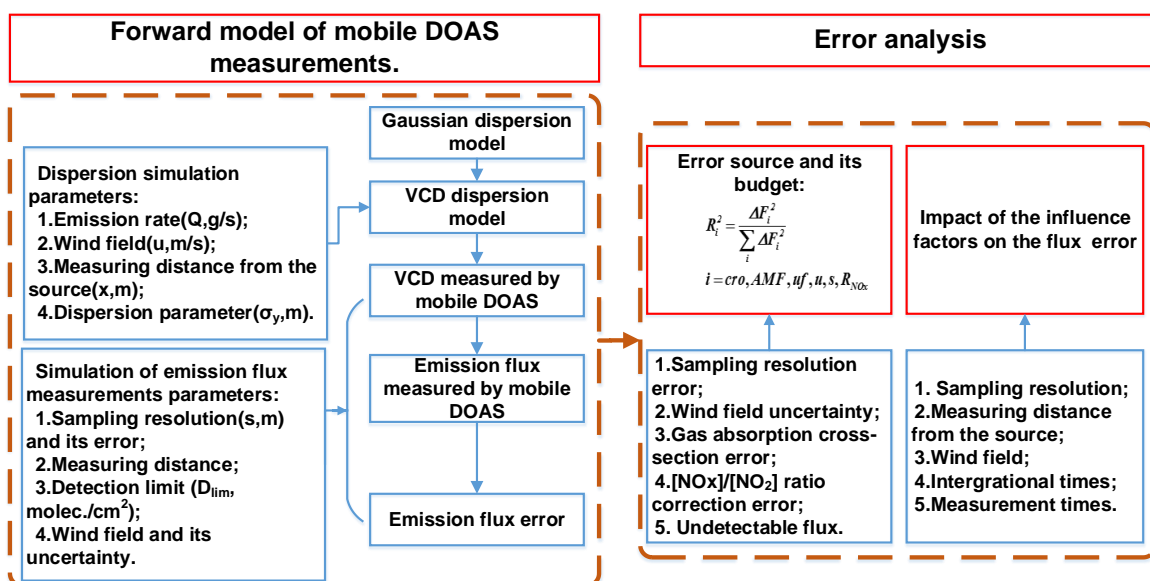 Forward model of mobile DOAS
measurements.
Gaussian dispersion
model
Dispersion simulation
parameters:
1.Emission rate(Q,g/s);
2.Wind field(u,m/s);
3.Measuring distance from the
source(x,m);
4.Dispersion parameter(σy,m).
VCD dispersion
model
VCD measured by
mobile DOAS
Simulation of emission flux
measurements parameters:
1.Sampling resolution(s,m)
and its error;
2.Measuring distance;
3.Detection limit (Dlim,
molec./cm²);
4.Wind field and its
uncertainty.
Emission flux
measured by mobile
DOAS
Emission flux error
Error analysis
Error source and its
budget:
R_i^2 = ΔF_i^2 / ∑_i ΔF_i^2
i=cro, AMF, uf, u, s, R_NOx
Impact of the influence
factors on the flux error
1.Sampling resolution
error;
2.Wind field uncertainty;
3.Gas absorption cross-
section error;
4.[NOx]/[NO₂] ratio
correction error;
5. Undetectable flux.
1. Sampling resolution;
2.Measuring distance
from the source;
3.Wind field;
4.Intergrational times;
5.Measurement times.